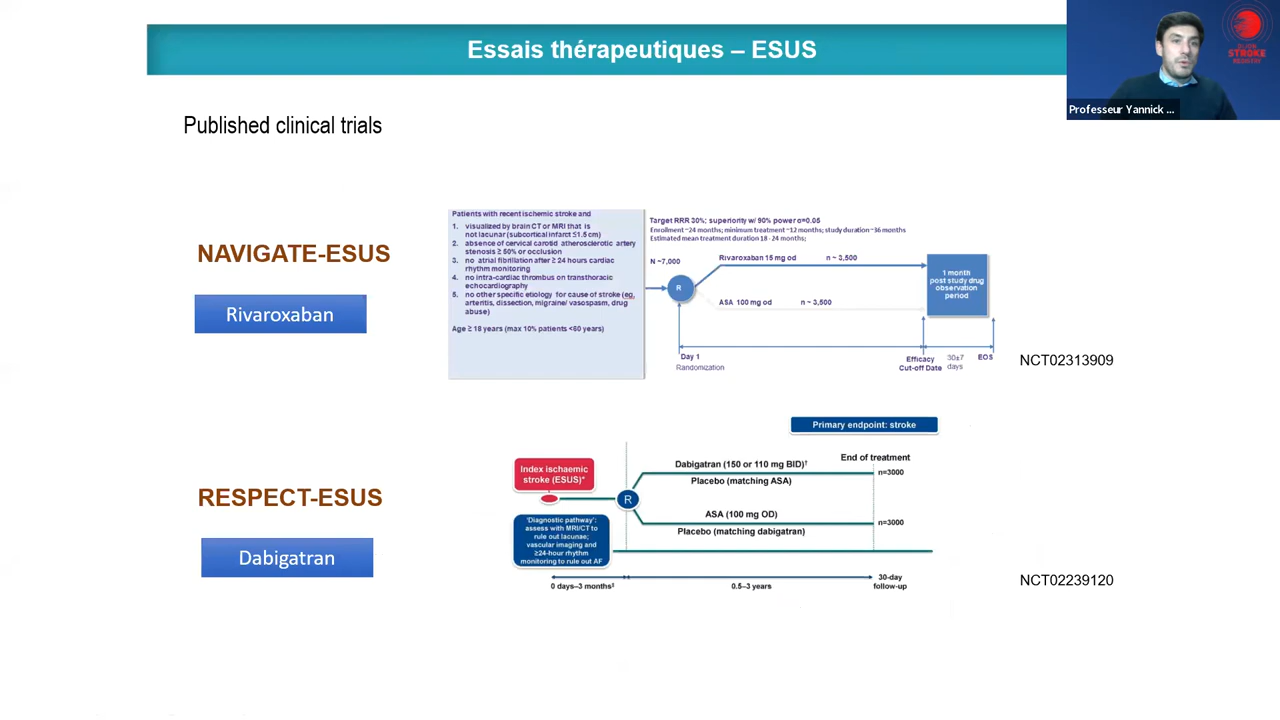 Essais thérapeutiques – ESUS
STROKE
Professeur Yannick ...
Published clinical trials
NAVIGATE-ESUS
Rivaroxaban
Patients with recent ischemic stroke and
1. visualized by brain CT or MRI that is
not lacunar (subcortical infarct ≤1.5 cm)
2. absence of cervical carotid atherosclerotic artery
stenosis ≥ 50% or occlusion
3. no atrial fibrillation after ≥ 24 hours cardiac
rhythm monitoring
4. no intra-cardiac thrombus on transthoracic
echocardiography
5. no other specific etiology for cause of stroke (eg,
arteritis, dissection, migraine/ vasospasm, drug
abuse)
Age ≥ 18 years (max 10% patients <60 years)
Target RRR 30%; superiority w/ 90% power α=0.05
Enrollment ~24 months; minimum treatment ~12 months; study duration ~36 months
Estimated mean treatment duration 18 - 24 months;
N ~7,000
R
Rivaroxaban 15 mg od n ~ 3,500
ASA 100 mg od n ~ 3,500
1 month
post study drug
observation
period
Day 1
Randomization
Efficacy
Cut-off Date
30±7
days
EOS
NCT02313909
RESPECT-ESUS
Dabigatran
Primary endpoint: stroke
Index ischaemic
stroke (ESUS)*
'Diagnostic pathway':
assess with MRI/CT to
rule out lacunae;
vascular imaging and
≥24-hour rhythm
monitoring to rule out AF
R
Dabigatran (150 or 110 mg BID)†
Placebo (matching ASA)
ASA (100 mg OD)
Placebo (matching dabigatran)
End of treatment
n=3000
n=3000
0 days–3 months‡
0.5–3 years
30-day
follow-up
NCT02239120